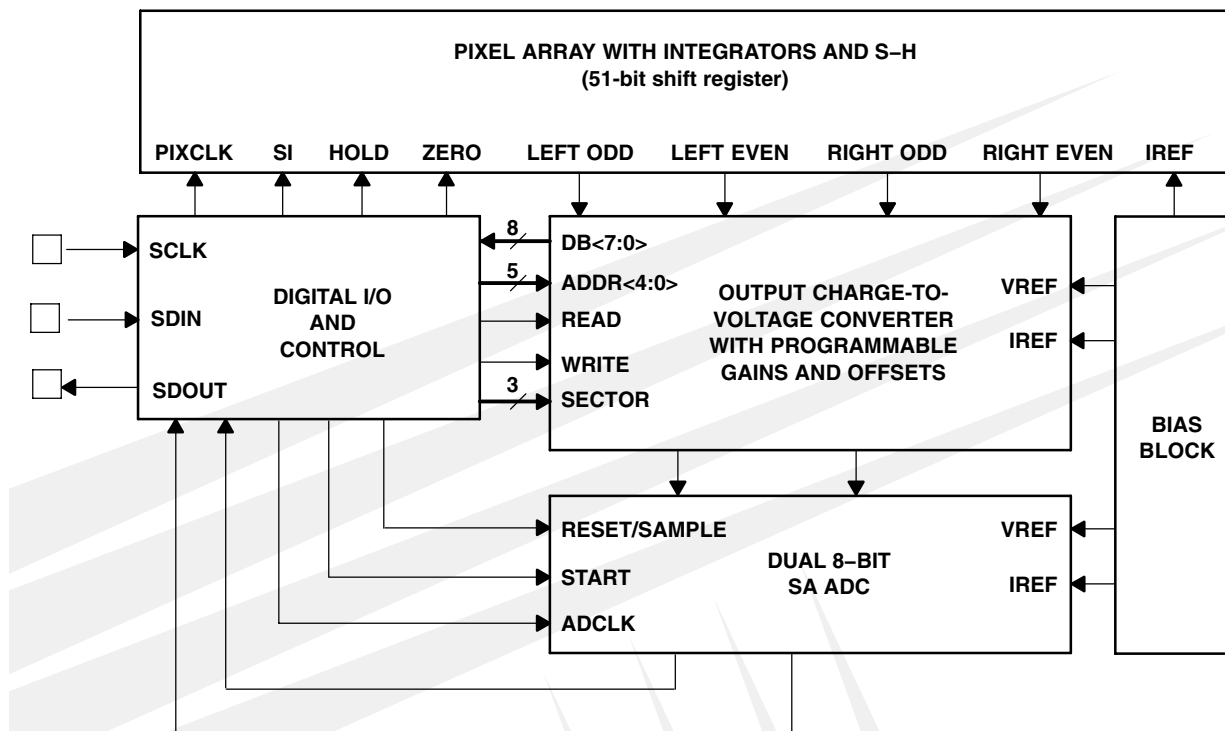 PIXEL ARRAY WITH INTEGRATORS AND S–H
(51-bit shift register)
PIXCLK SI HOLD ZERO LEFT ODD LEFT EVEN RIGHT ODD RIGHT EVEN IREF
SCLK
SDIN
SDOUT
DIGITAL I/O
AND
CONTROL
8
5
3
DB<7:0>
ADDR<4:0>
READ
WRITE
SECTOR
OUTPUT CHARGE-TO-
VOLTAGE CONVERTER
WITH PROGRAMMABLE
GAINS AND OFFSETS
VREF
IREF
BIAS
BLOCK
RESET/SAMPLE
START
ADCLK
DUAL 8–BIT
SA ADC
VREF
IREF